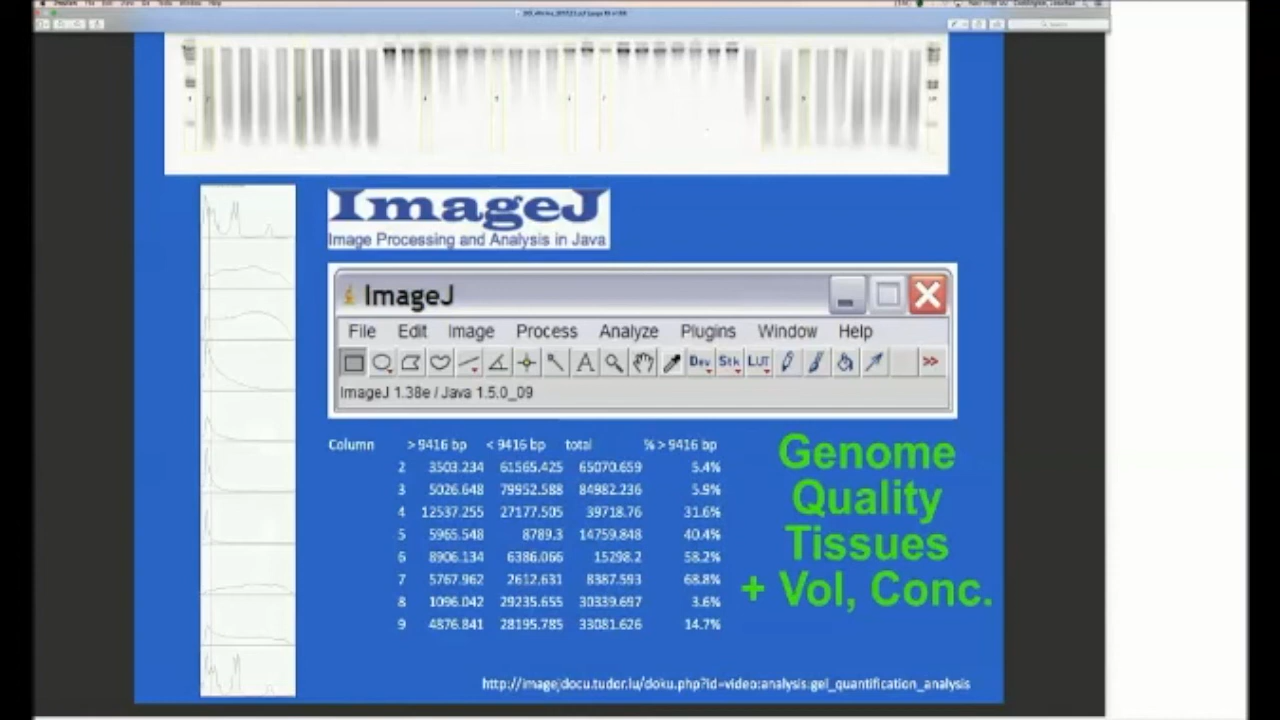 ImageJ
Image Processing and Analysis in Java
ImageJ
File Edit Image Process Analyze Plugins Window Help
Dev Stk LUT >>
ImageJ 1.38e / Java 1.5.0_09
Column > 9416 bp < 9416 bp total % > 9416 bp
2 3503.234 61565.425 65070.659 5.4%
3 5026.648 79952.588 84982.236 5.9%
4 12537.255 27177.505 39718.76 31.6%
5 5965.548 8789.3 14759.848 40.4%
6 8906.134 6386.066 15298.2 58.2%
7 5767.962 2612.631 8387.593 68.8%
8 1096.042 29235.655 30339.697 3.6%
9 4876.841 28195.785 33081.626 14.7%
Genome
Quality
Tissues
+ Vol, Conc.
http://imagejdocu.tudor.lu/doku.php?id=video:analysis:gel_quantification_analysis